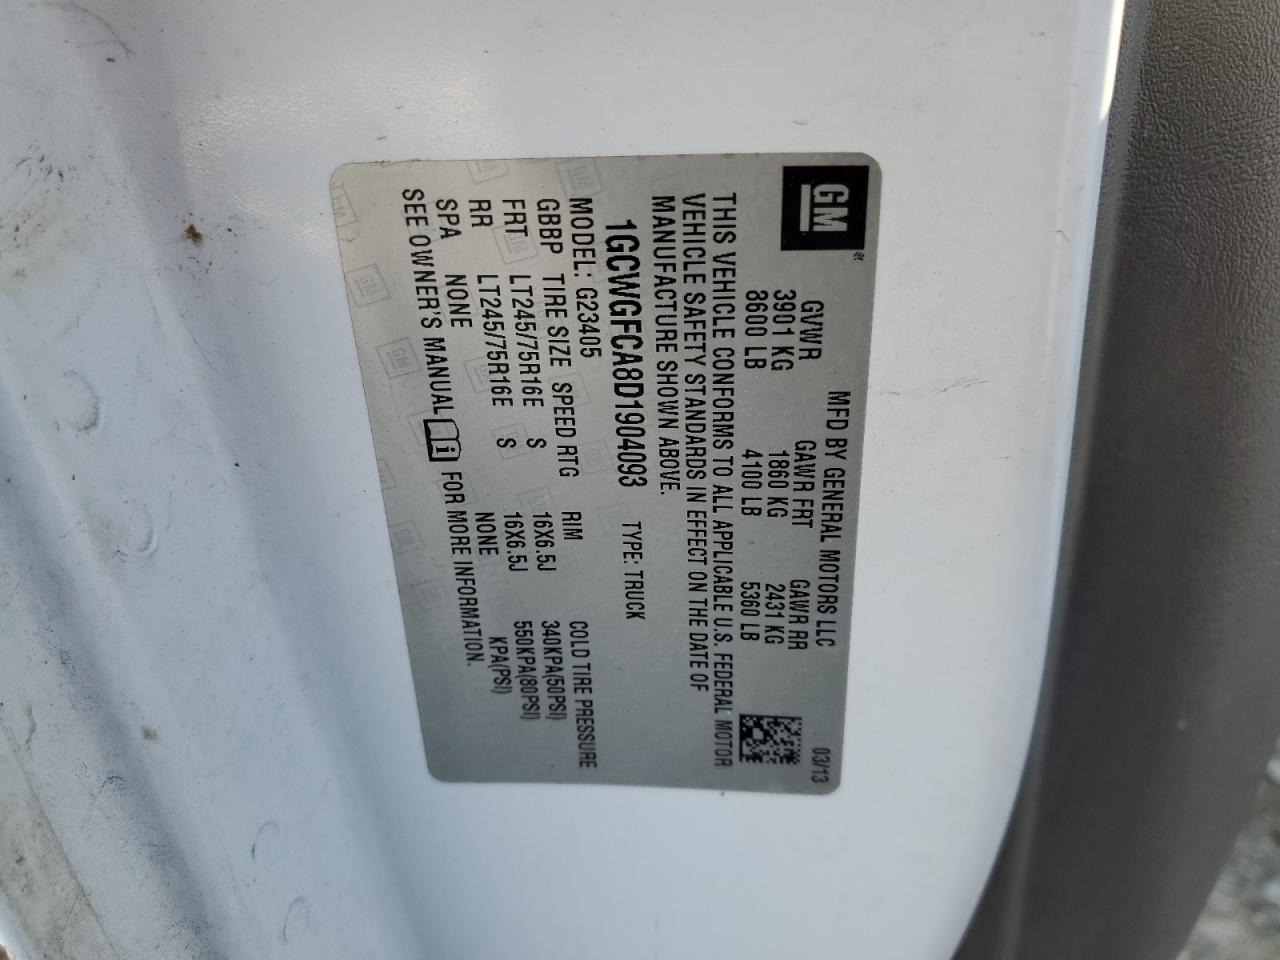 GM
MFD BY GENERAL MOTORS LLC 03/13
GVWR GAWR FRT GAWR RR
3901 KG 1860 KG 2431 KG
8600 LB 4100 LB 5360 LB
THIS VEHICLE CONFORMS TO ALL APPLICABLE U.S. FEDERAL MOTOR
VEHICLE SAFETY STANDARDS IN EFFECT ON THE DATE OF
MANUFACTURE SHOWN ABOVE.
1GCWGFCA8D1904093 TYPE: TRUCK
MODEL: G23405
GBBP TIRE SIZE SPEED RTG RIM COLD TIRE PRESSURE
FRT LT245/75R16E S 16X6.5J 340KPA(50PSI)
RR LT245/75R16E S 16X6.5J 550KPA(80PSI)
SPA NONE NONE KPA(PSI)
SEE OWNER'S MANUAL i FOR MORE INFORMATION.